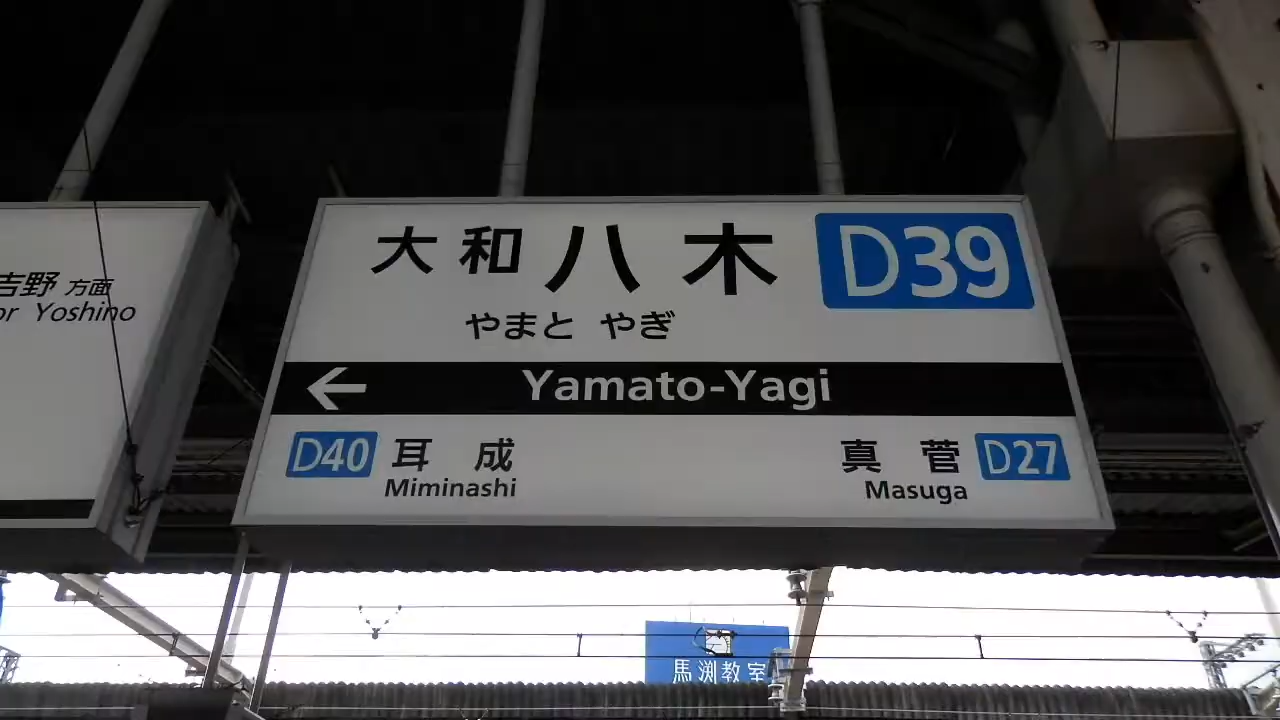 吉野 方面
or Yoshino
大和八木 D39
やまと やぎ
← Yamato-Yagi
D40 耳成
Miminashi
真菅 D27
Masuga
馬渕教室